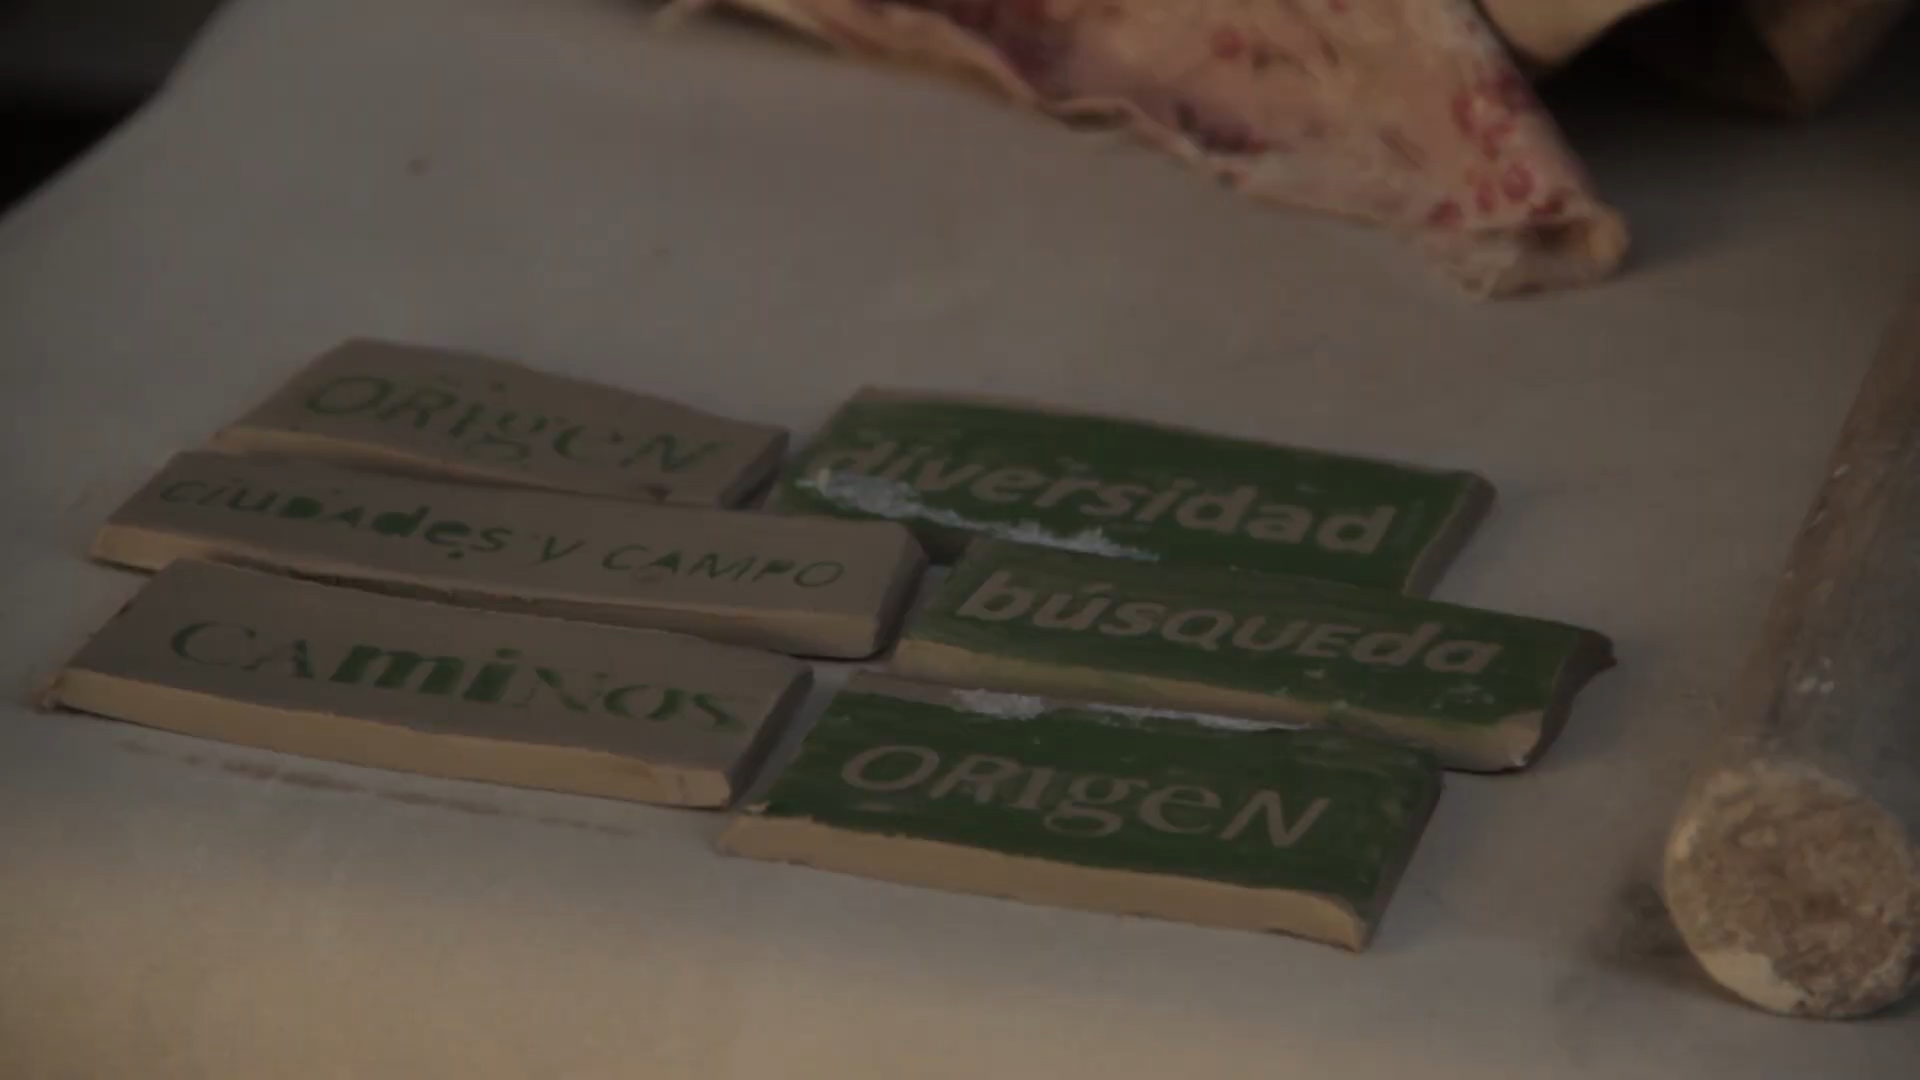 ORigeN
ciUDAdes y CAMPO
CAmiNos
diversidad
búsQUEda
ORIgeN